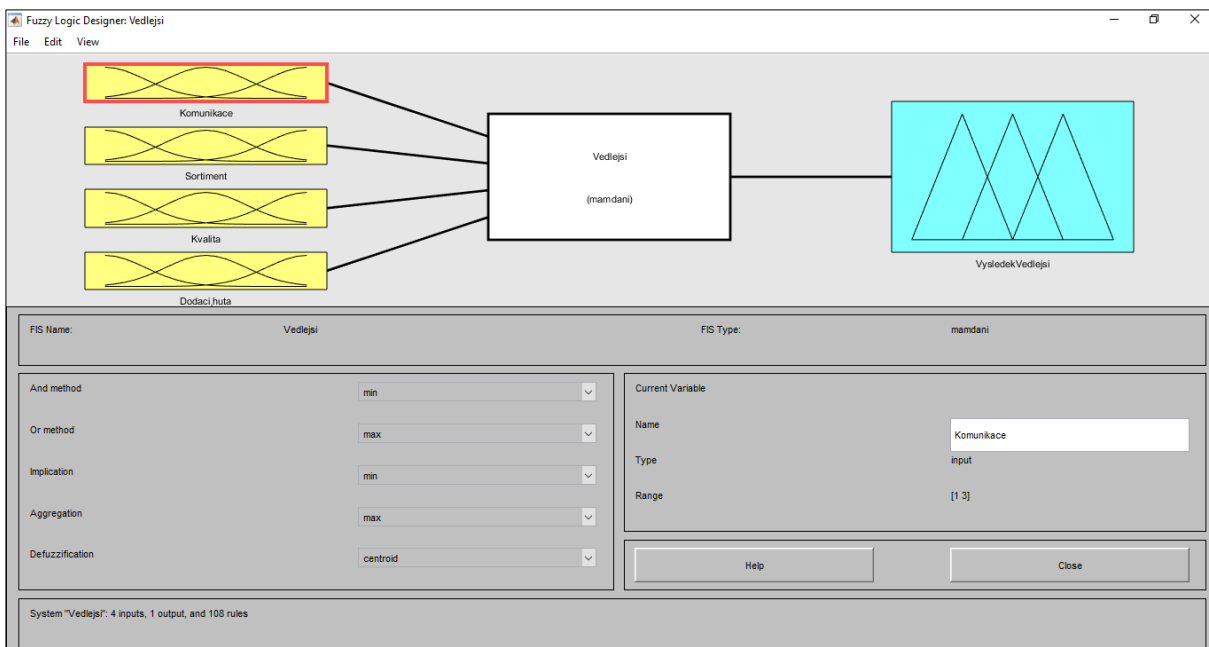 Fuzzy Logic Designer: Vedlejsi
File Edit View
Komunikace
Sortiment
Kvalita
Dodaci,huta
Vedlejsi
(mamdani)
VysledekVedlejsi
FIS Name: Vedlejsi FIS Type: mamdani
And method min
Or method max
Implication min
Aggregation max
Defuzzification centroid
Current Variable
Name Komunikace
Type input
Range [1 3]
Help Close
System "Vedlejsi": 4 inputs, 1 output, and 108 rules